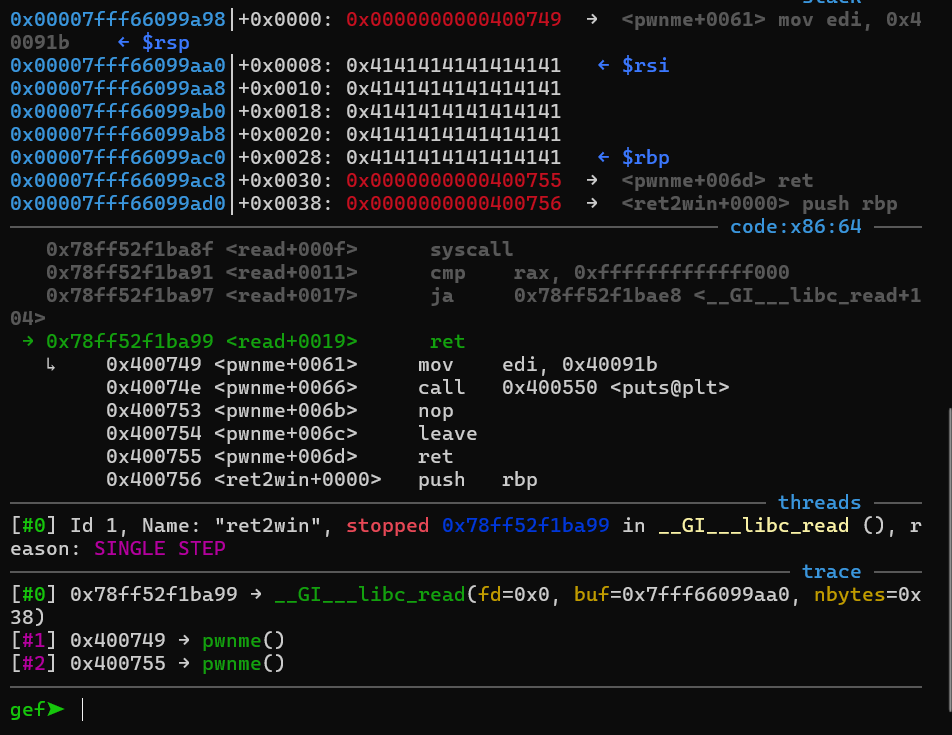 stack
0x00007fff66099a98│+0x0000: 0x0000000000400749  →  <pwnme+0061> mov edi, 0x4
0091b    ← $rsp
0x00007fff66099aa0│+0x0008: 0x4141414141414141   ← $rsi
0x00007fff66099aa8│+0x0010: 0x4141414141414141
0x00007fff66099ab0│+0x0018: 0x4141414141414141
0x00007fff66099ab8│+0x0020: 0x4141414141414141
0x00007fff66099ac0│+0x0028: 0x4141414141414141   ← $rbp
0x00007fff66099ac8│+0x0030: 0x0000000000400755  →  <pwnme+006d> ret
0x00007fff66099ad0│+0x0038: 0x0000000000400756  →  <ret2win+0000> push rbp
code:x86:64
0x78ff52f1ba8f <read+000f>      syscall
0x78ff52f1ba91 <read+0011>      cmp    rax, 0xfffffffffffff000
0x78ff52f1ba97 <read+0017>      ja     0x78ff52f1bae8 <__GI___libc_read+1
04>
→ 0x78ff52f1ba99 <read+0019>      ret
↳    0x400749 <pwnme+0061>      mov    edi, 0x40091b
0x40074e <pwnme+0066>      call   0x400550 <puts@plt>
0x400753 <pwnme+006b>      nop
0x400754 <pwnme+006c>      leave
0x400755 <pwnme+006d>      ret
0x400756 <ret2win+0000>    push   rbp
threads
[#0] Id 1, Name: "ret2win", stopped 0x78ff52f1ba99 in __GI___libc_read (), r
eason: SINGLE STEP
trace
[#0] 0x78ff52f1ba99 → __GI___libc_read(fd=0x0, buf=0x7fff66099aa0, nbytes=0x
38)
[#1] 0x400749 → pwnme()
[#2] 0x400755 → pwnme()
gef➤